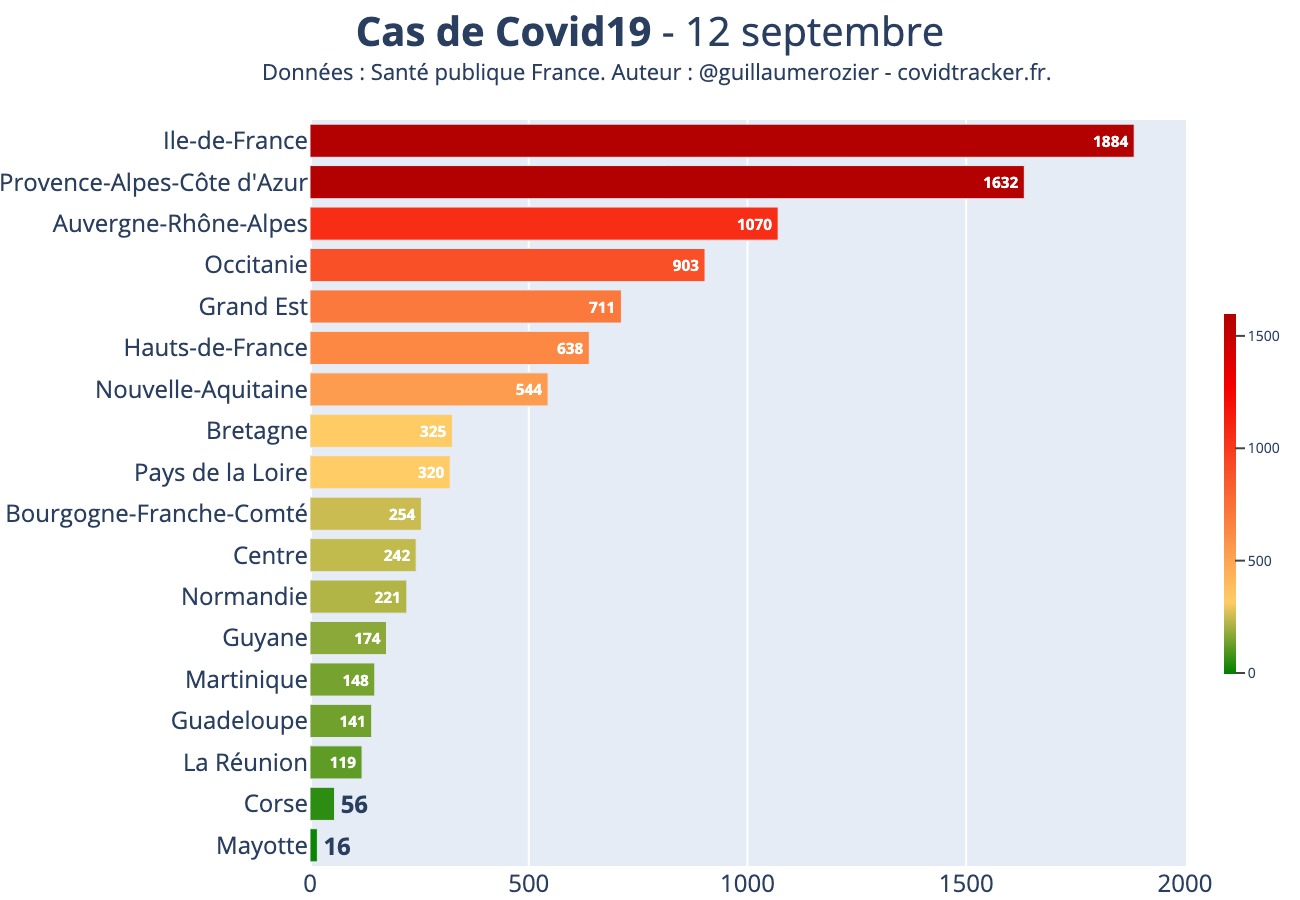 Cas de Covid19 - 12 septembre
Données : Santé publique France. Auteur : @guillaumerozier - covidtracker.fr.
Ile-de-France 1884
Provence-Alpes-Côte d'Azur 1632
Auvergne-Rhône-Alpes 1070
Occitanie 903
Grand Est 711
Hauts-de-France 638
Nouvelle-Aquitaine 544
Bretagne 325
Pays de la Loire 320
Bourgogne-Franche-Comté 254
Centre 242
Normandie 221
Guyane 174
Martinique 148
Guadeloupe 141
La Réunion 119
Corse 56
Mayotte 16
0 500 1000 1500 2000
1500
1000
500
0